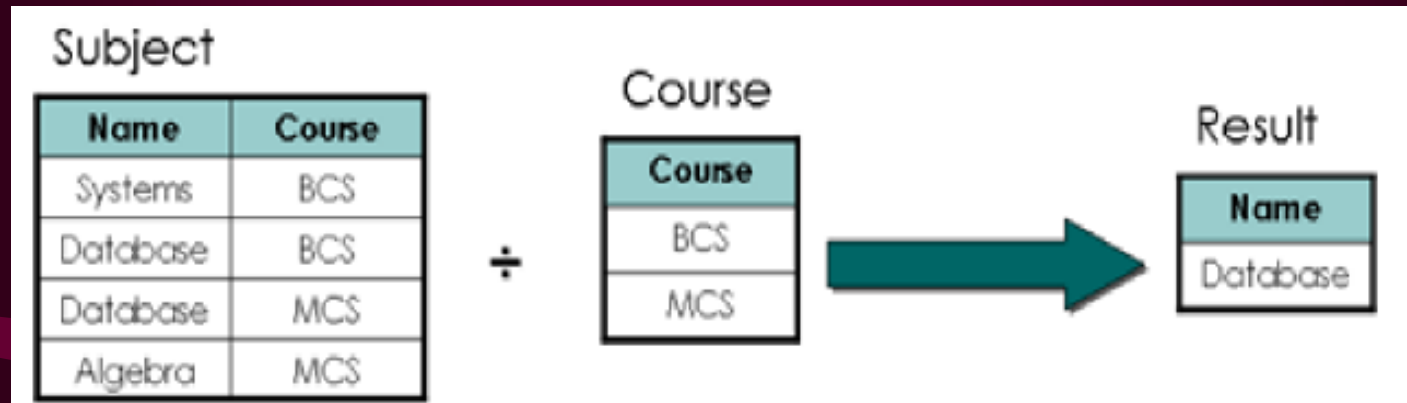 Subject
Name Course
Systems BCS
Database BCS
Database MCS
Algebra MCS
÷
Course
Course
BCS
MCS
Result
Name
Database